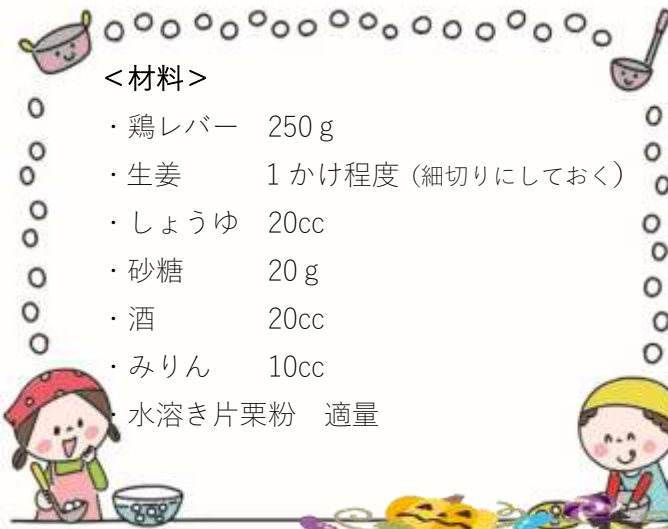 <材料>
・鶏レバー 250ｇ
・生姜 1かけ程度（細切りにしておく）
・しょうゆ 20cc
・砂糖 20ｇ
・酒 20cc
・みりん 10cc
・水溶き片栗粉 適量